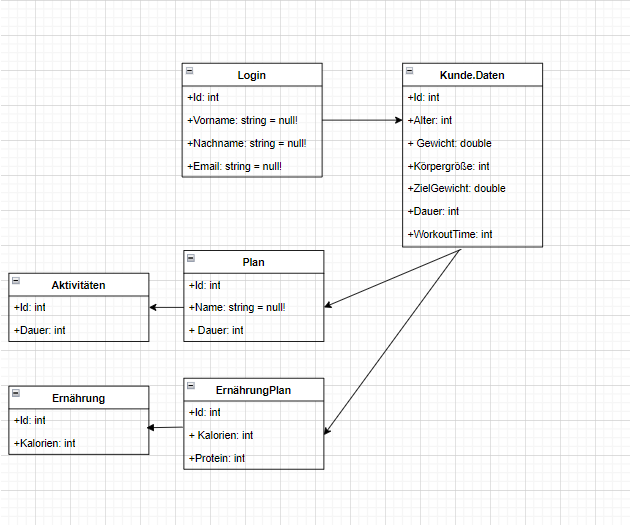 Login
+Id: int
+Vorname: string = null!
+Nachname: string = null!
+Email: string = null!
Kunde.Daten
+Id: int
+Alter: int
+ Gewicht: double
+Körpergröße: int
+ZielGewicht: double
+Dauer: int
+WorkoutTime: int
Plan
+Id: int
+Name: string = null!
+ Dauer: int
Aktivitäten
+Id: int
+Dauer: int
ErnährungPlan
+Id: int
+ Kalorien: int
+Protein: int
Ernährung
+Id: int
+Kalorien: int